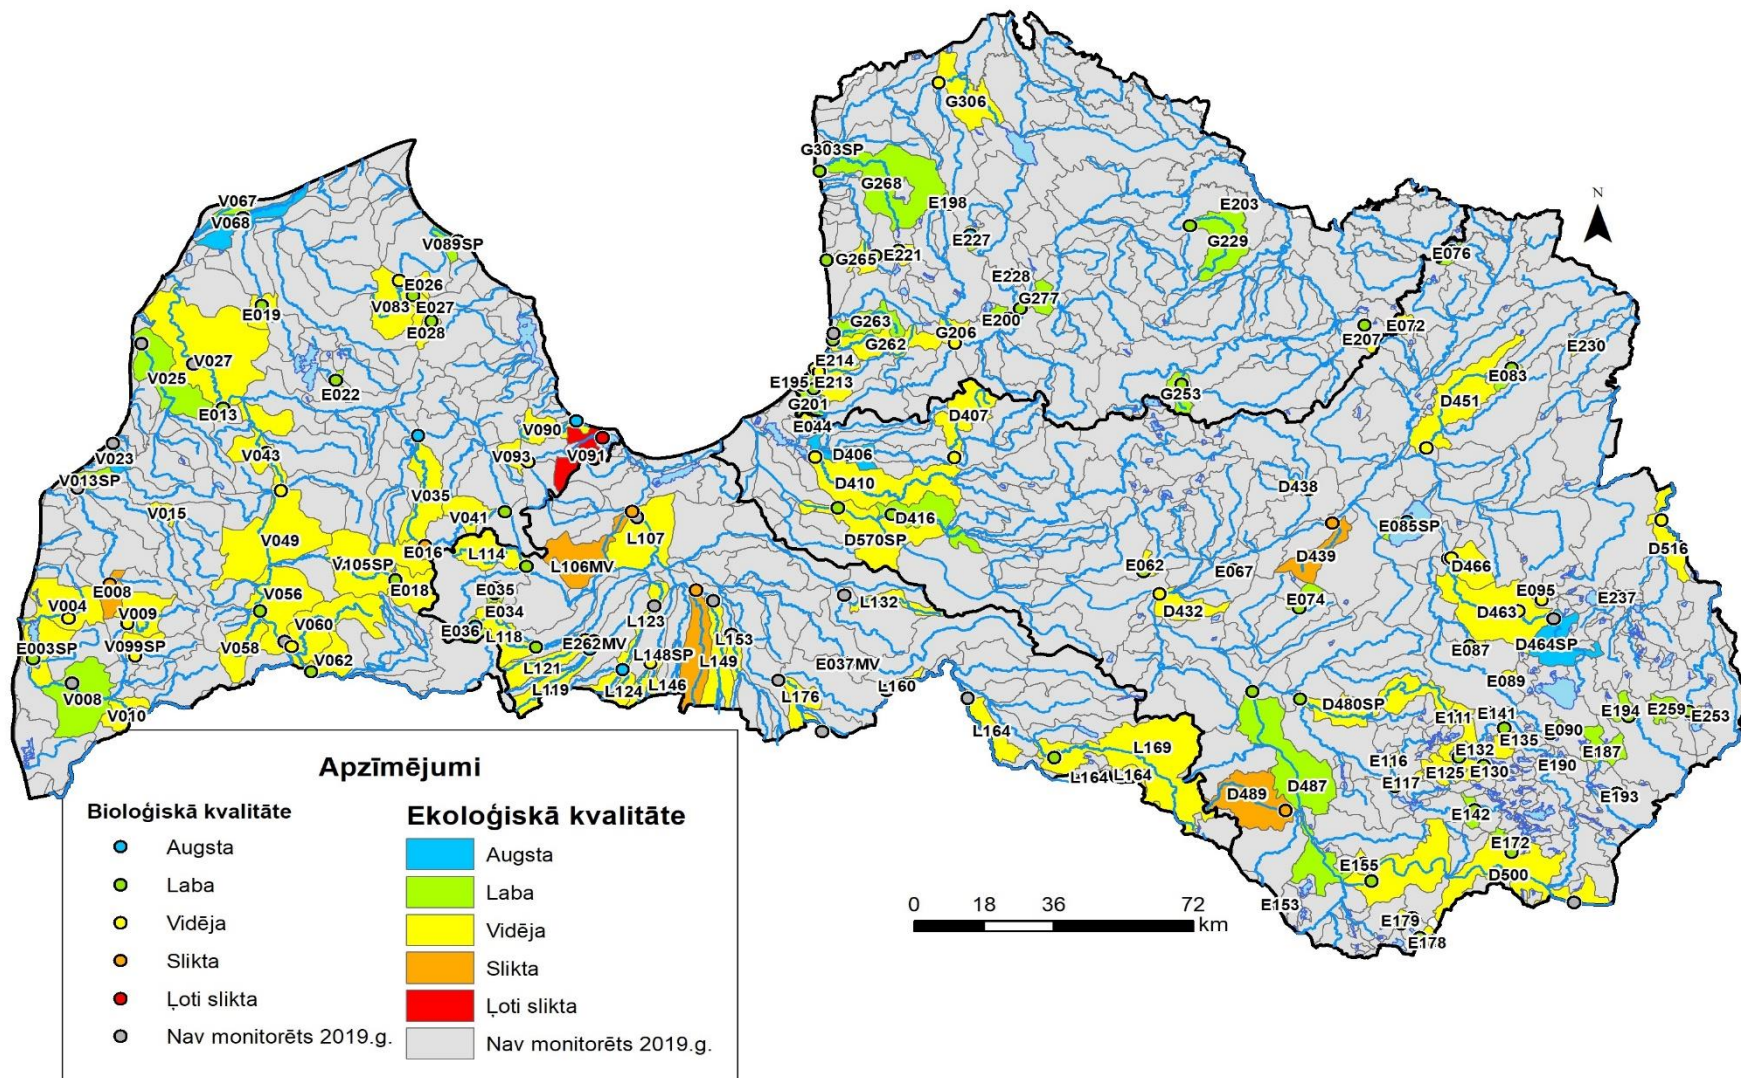 G306
N
G303SP
G268
E198
E203
V067
V068
V089SP
E227
G229
G265
E221
E076
E026
E228
V083
E027
G277
E019
E028
G263
E200
G206
E072
G262
E207
E230
V027
E214
V025
E022
E195
E213
E083
G253
E013
G201
D451
D407
E044
V090
V043
V093
V091
D406
V023
V013SP
D410
D438
V035
V015
V041
D416
E085SP
V049
L107
D516
E016
L114
D570SP
D439
V105SP
L106MV
E062
E067
D466
E008
E018
E035
E074
E095
E237
V004
V009
V056
E034
L123
L132
D432
D463
V060
E036
L118
E262MV
L153
D464SP
E003SP
V099SP
V058
L121
L148SP
L149
E037MV
E087
V062
L119
L124
L146
L160
E089
V008
L176
D480SP
V010
L164
E111
E141
E194
E259
E253
E135
E090
L169
E132
E187
E116
E125
E130
E190
L164
L164
E117
D489
D487
E193
E142
E172
E155
D500
E153
E179
E178
0 18 36 72
km
Apzīmējumi
Bioloģiskā kvalitāte
Augsta
Laba
Vidēja
Slikta
Ļoti slikta
Nav monitorēts 2019.g.
Ekoloģiskā kvalitāte
Augsta
Laba
Vidēja
Slikta
Ļoti slikta
Nav monitorēts 2019.g.